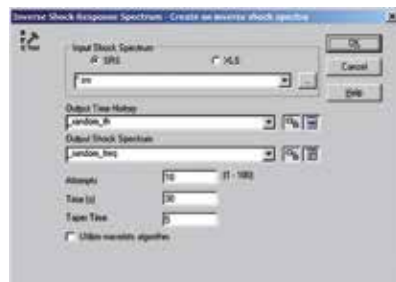 Inverse Shock Response Spectrum - Create an inverse shock spectra
Input Shock Spectrum
SRS XLS
OK
Cancel
Help
Output Time History
_random_th
Output Shock Spectrum
_random_freq
Attempts 10 (1 - 100)
Time (s) 30
Taper Time 5
Utilize wavelets algorithm